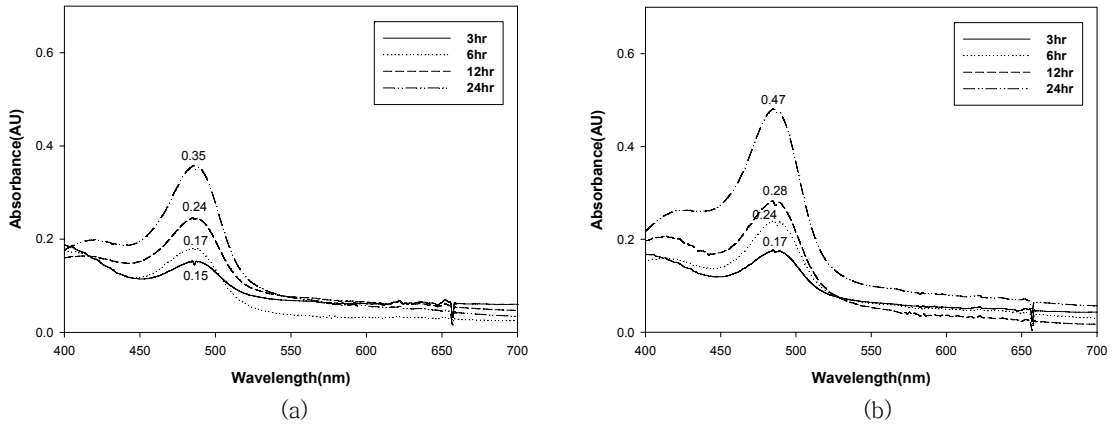 3hr
6hr
12hr
24hr
Absorbance(AU)
0.6
0.4
0.2
0.0
0.35
0.24
0.17
0.15
400 450 500 550 600 650 700
Wavelength(nm)
(a)
3hr
6hr
12hr
24hr
Absorbance(AU)
0.6
0.4
0.2
0.0
0.47
0.28
0.24
0.17
400 450 500 550 600 650 700
Wavelength(nm)
(b)